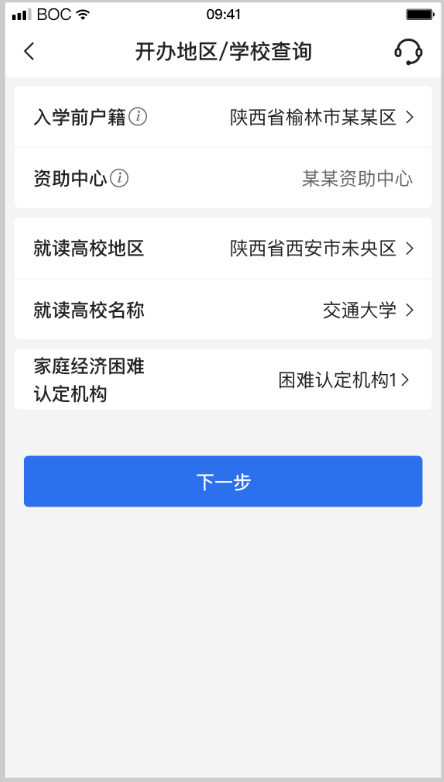 BOC 09:41
开办地区/学校查询
入学前户籍 陕西省榆林市某某区
资助中心 某某资助中心
就读高校地区 陕西省西安市未央区
就读高校名称 交通大学
家庭经济困难
认定机构 困难认定机构1
下一步